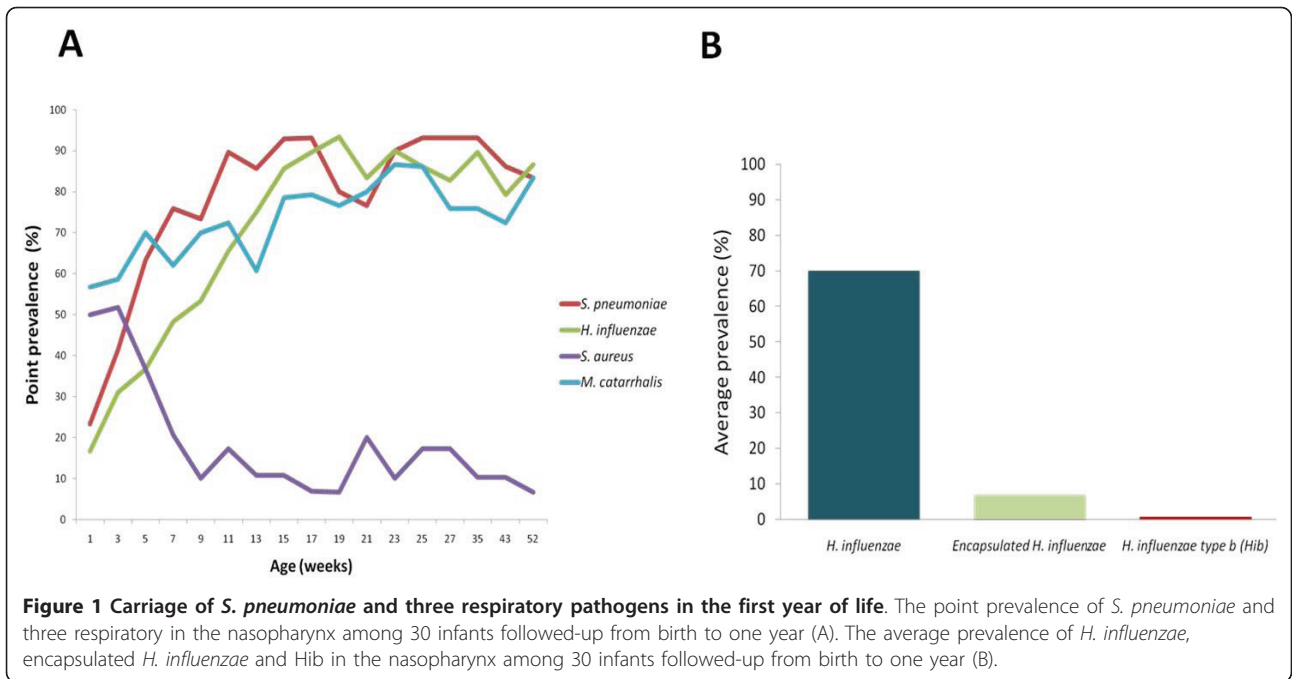 A
B
100
90
80
70
60
50
40
30
20
10
0
Point prevalence (%)
1 3 5 7 9 11 13 15 17 19 21 23 25 27 35 43 52
Age (weeks)
S. pneumoniae
H. influenzae
S. aureus
M. catarrhalis
100
90
80
70
60
50
40
30
20
10
0
Average prevalence (%)
H. influenzae Encapsulated H. influenzae H. influenzae type b (Hib)
Figure 1 Carriage of S. pneumoniae and three respiratory pathogens in the first year of life. The point prevalence of S. pneumoniae and
three respiratory in the nasopharynx among 30 infants followed-up from birth to one year (A). The average prevalence of H. influenzae,
encapsulated H. influenzae and Hib in the nasopharynx among 30 infants followed-up from birth to one year (B).